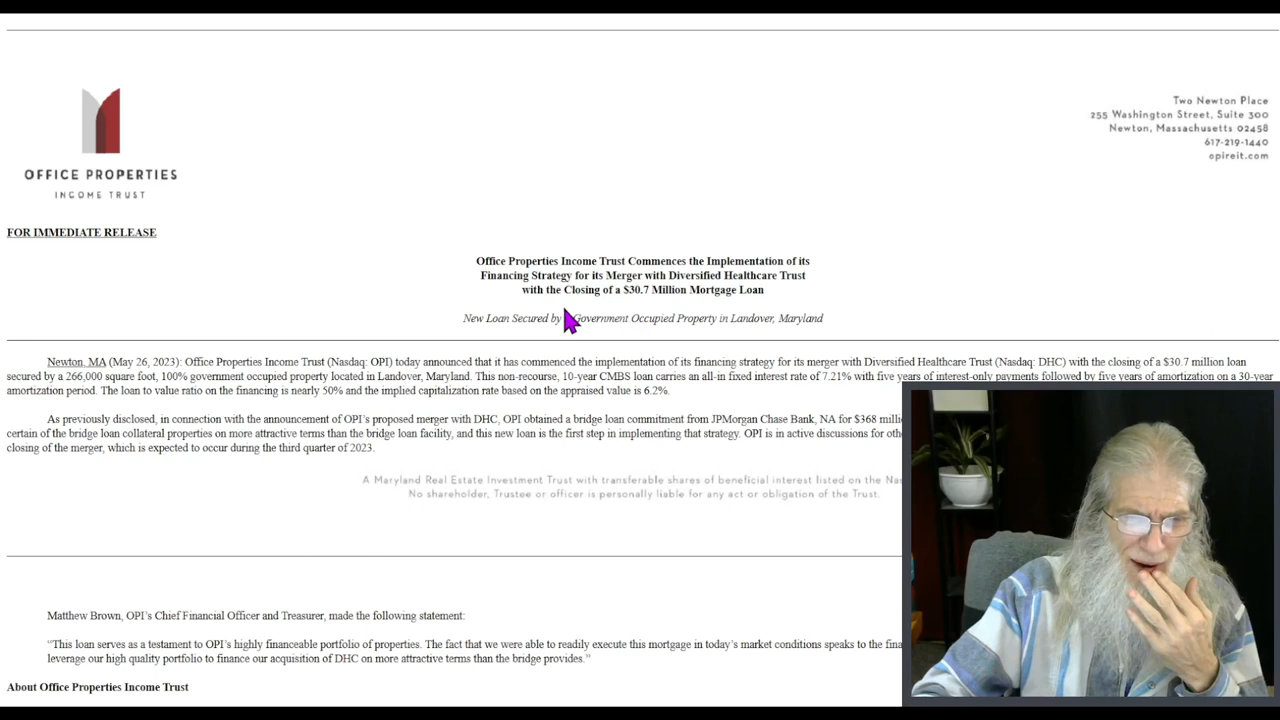 Two Newton Place
255 Washington Street, Suite 300
Newton, Massachusetts 02458
617-219-1440
opireit.com
OFFICE PROPERTIES
INCOME TRUST
FOR IMMEDIATE RELEASE
Office Properties Income Trust Commences the Implementation of its
Financing Strategy for its Merger with Diversified Healthcare Trust
with the Closing of a $30.7 Million Mortgage Loan
New Loan Secured by Government Occupied Property in Landover, Maryland
Newton, MA (May 26, 2023): Office Properties Income Trust (Nasdaq: OPI) today announced that it has commenced the implementation of its financing strategy for its merger with Diversified Healthcare Trust (Nasdaq: DHC) with the closing of a $30.7 million loan
secured by a 266,000 square foot, 100% government occupied property located in Landover, Maryland. This non-recourse, 10-year CMBS loan carries an all-in fixed interest rate of 7.21% with five years of interest-only payments followed by five years of amortization on a 30-year
amortization period. The loan to value ratio on the financing is nearly 50% and the implied capitalization rate based on the appraised value is 6.2%.
As previously disclosed, in connection with the announcement of OPI's proposed merger with DHC, OPI obtained a bridge loan commitment from JPMorgan Chase Bank, NA for $368
certain of the bridge loan collateral properties on more attractive terms than the bridge loan facility, and this new loan is the first step in implementing that strategy. OPI is in active discussions for
closing of the merger, which is expected to occur during the third quarter of 2023.
A Maryland Real Estate Investment Trust with transferable shares of beneficial interest listed on the
No shareholder, Trustee or officer is personally liable for any act or obligation of the Trust.
Matthew Brown, OPI's Chief Financial Officer and Treasurer, made the following statement:
"This loan serves as a testament to OPI's highly financeable portfolio of properties. The fact that we were able to readily execute this mortgage in today's market conditions speaks to the
leverage our high quality portfolio to finance our acquisition of DHC on more attractive terms than the bridge provides."
About Office Properties Income Trust